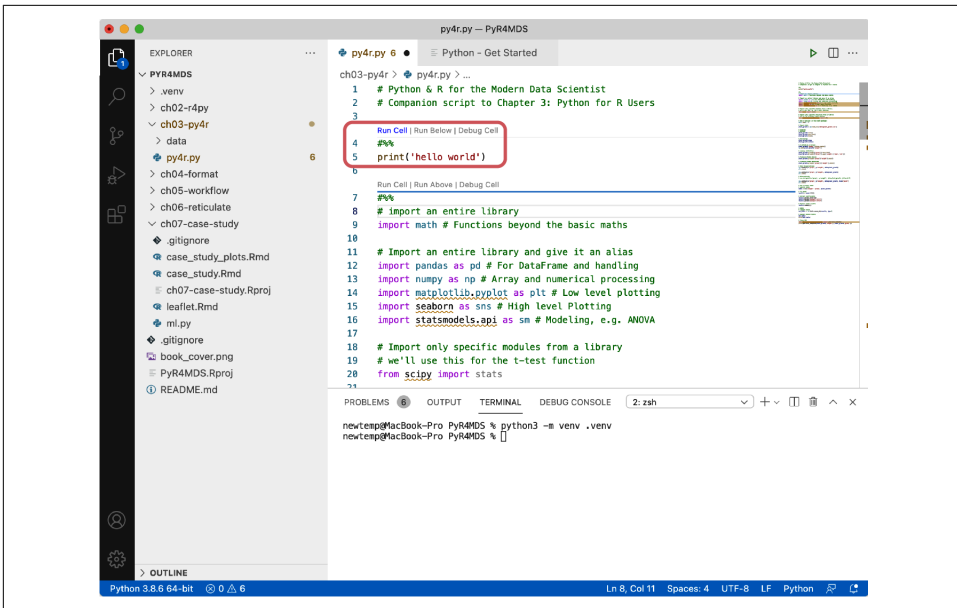 py4r.py — PyR4MDS
EXPLORER ...
PYR4MDS
.venv
ch02-r4py
ch03-py4r
data
py4r.py 6
ch04-format
ch05-workflow
ch06-reticulate
ch07-case-study
.gitignore
case_study_plots.Rmd
case_study.Rmd
ch07-case-study.Rproj
leaflet.Rmd
ml.py
.gitignore
book_cover.png
PyR4MDS.Rproj
README.md
OUTLINE
1
py4r.py 6 Python - Get Started ...
ch03-py4r > py4r.py > ...
1 # Python & R for the Modern Data Scientist
2 # Companion script to Chapter 3: Python for R Users
3
Run Cell | Run Below | Debug Cell
4 #%%
5 print('hello world')
6
Run Cell | Run Above | Debug Cell
7 #%%
8 # import an entire library
9 import math # Functions beyond the basic maths
10
11 # Import an entire library and give it an alias
12 import pandas as pd # For DataFrame and handling
13 import numpy as np # Array and numerical processing
14 import matplotlib.pyplot as plt # Low level plotting
15 import seaborn as sns # High level Plotting
16 import statsmodels.api as sm # Modeling, e.g. ANOVA
17
18 # Import only specific modules from a library
19 # we'll use this for the t-test function
20 from scipy import stats
21
PROBLEMS 6 OUTPUT TERMINAL DEBUG CONSOLE 2: zsh
newtemp@MacBook-Pro PyR4MDS % python3 -m venv .venv
newtemp@MacBook-Pro PyR4MDS %
Python 3.8.6 64-bit 0 6 Ln 8, Col 11 Spaces: 4 UTF-8 LF Python